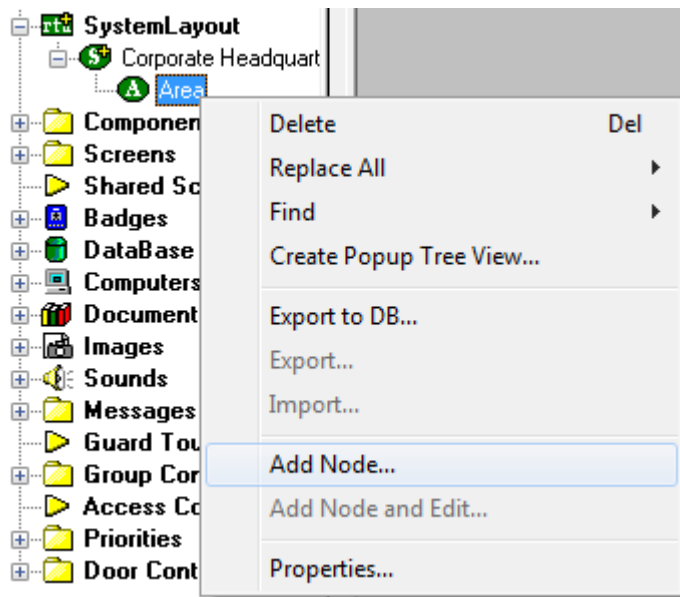 SystemLayout
Corporate Headquart
Area
Componen
Screens
Shared Sc
Badges
DataBase
Computers
Document
Images
Sounds
Messages
Guard Tou
Group Cor
Access Co
Priorities
Door Cont
Delete Del
Replace All
Find
Create Popup Tree View...
Export to DB...
Export...
Import...
Add Node...
Add Node and Edit...
Properties...